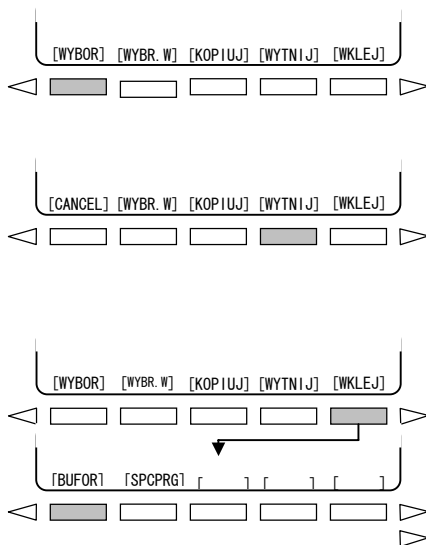 [WYBOR] [WYBR. W] [KOPIUJ] [WYTNIJ] [WKLEJ]
[CANCEL] [WYBR. W] [KOPIUJ] [WYTNIJ] [WKLEJ]
[WYBOR] [WYBR. W] [KOPIUJ] [WYTNIJ] [WKLEJ]
[BUFOR] [SPCPRG] [ ] [ ] [ ]